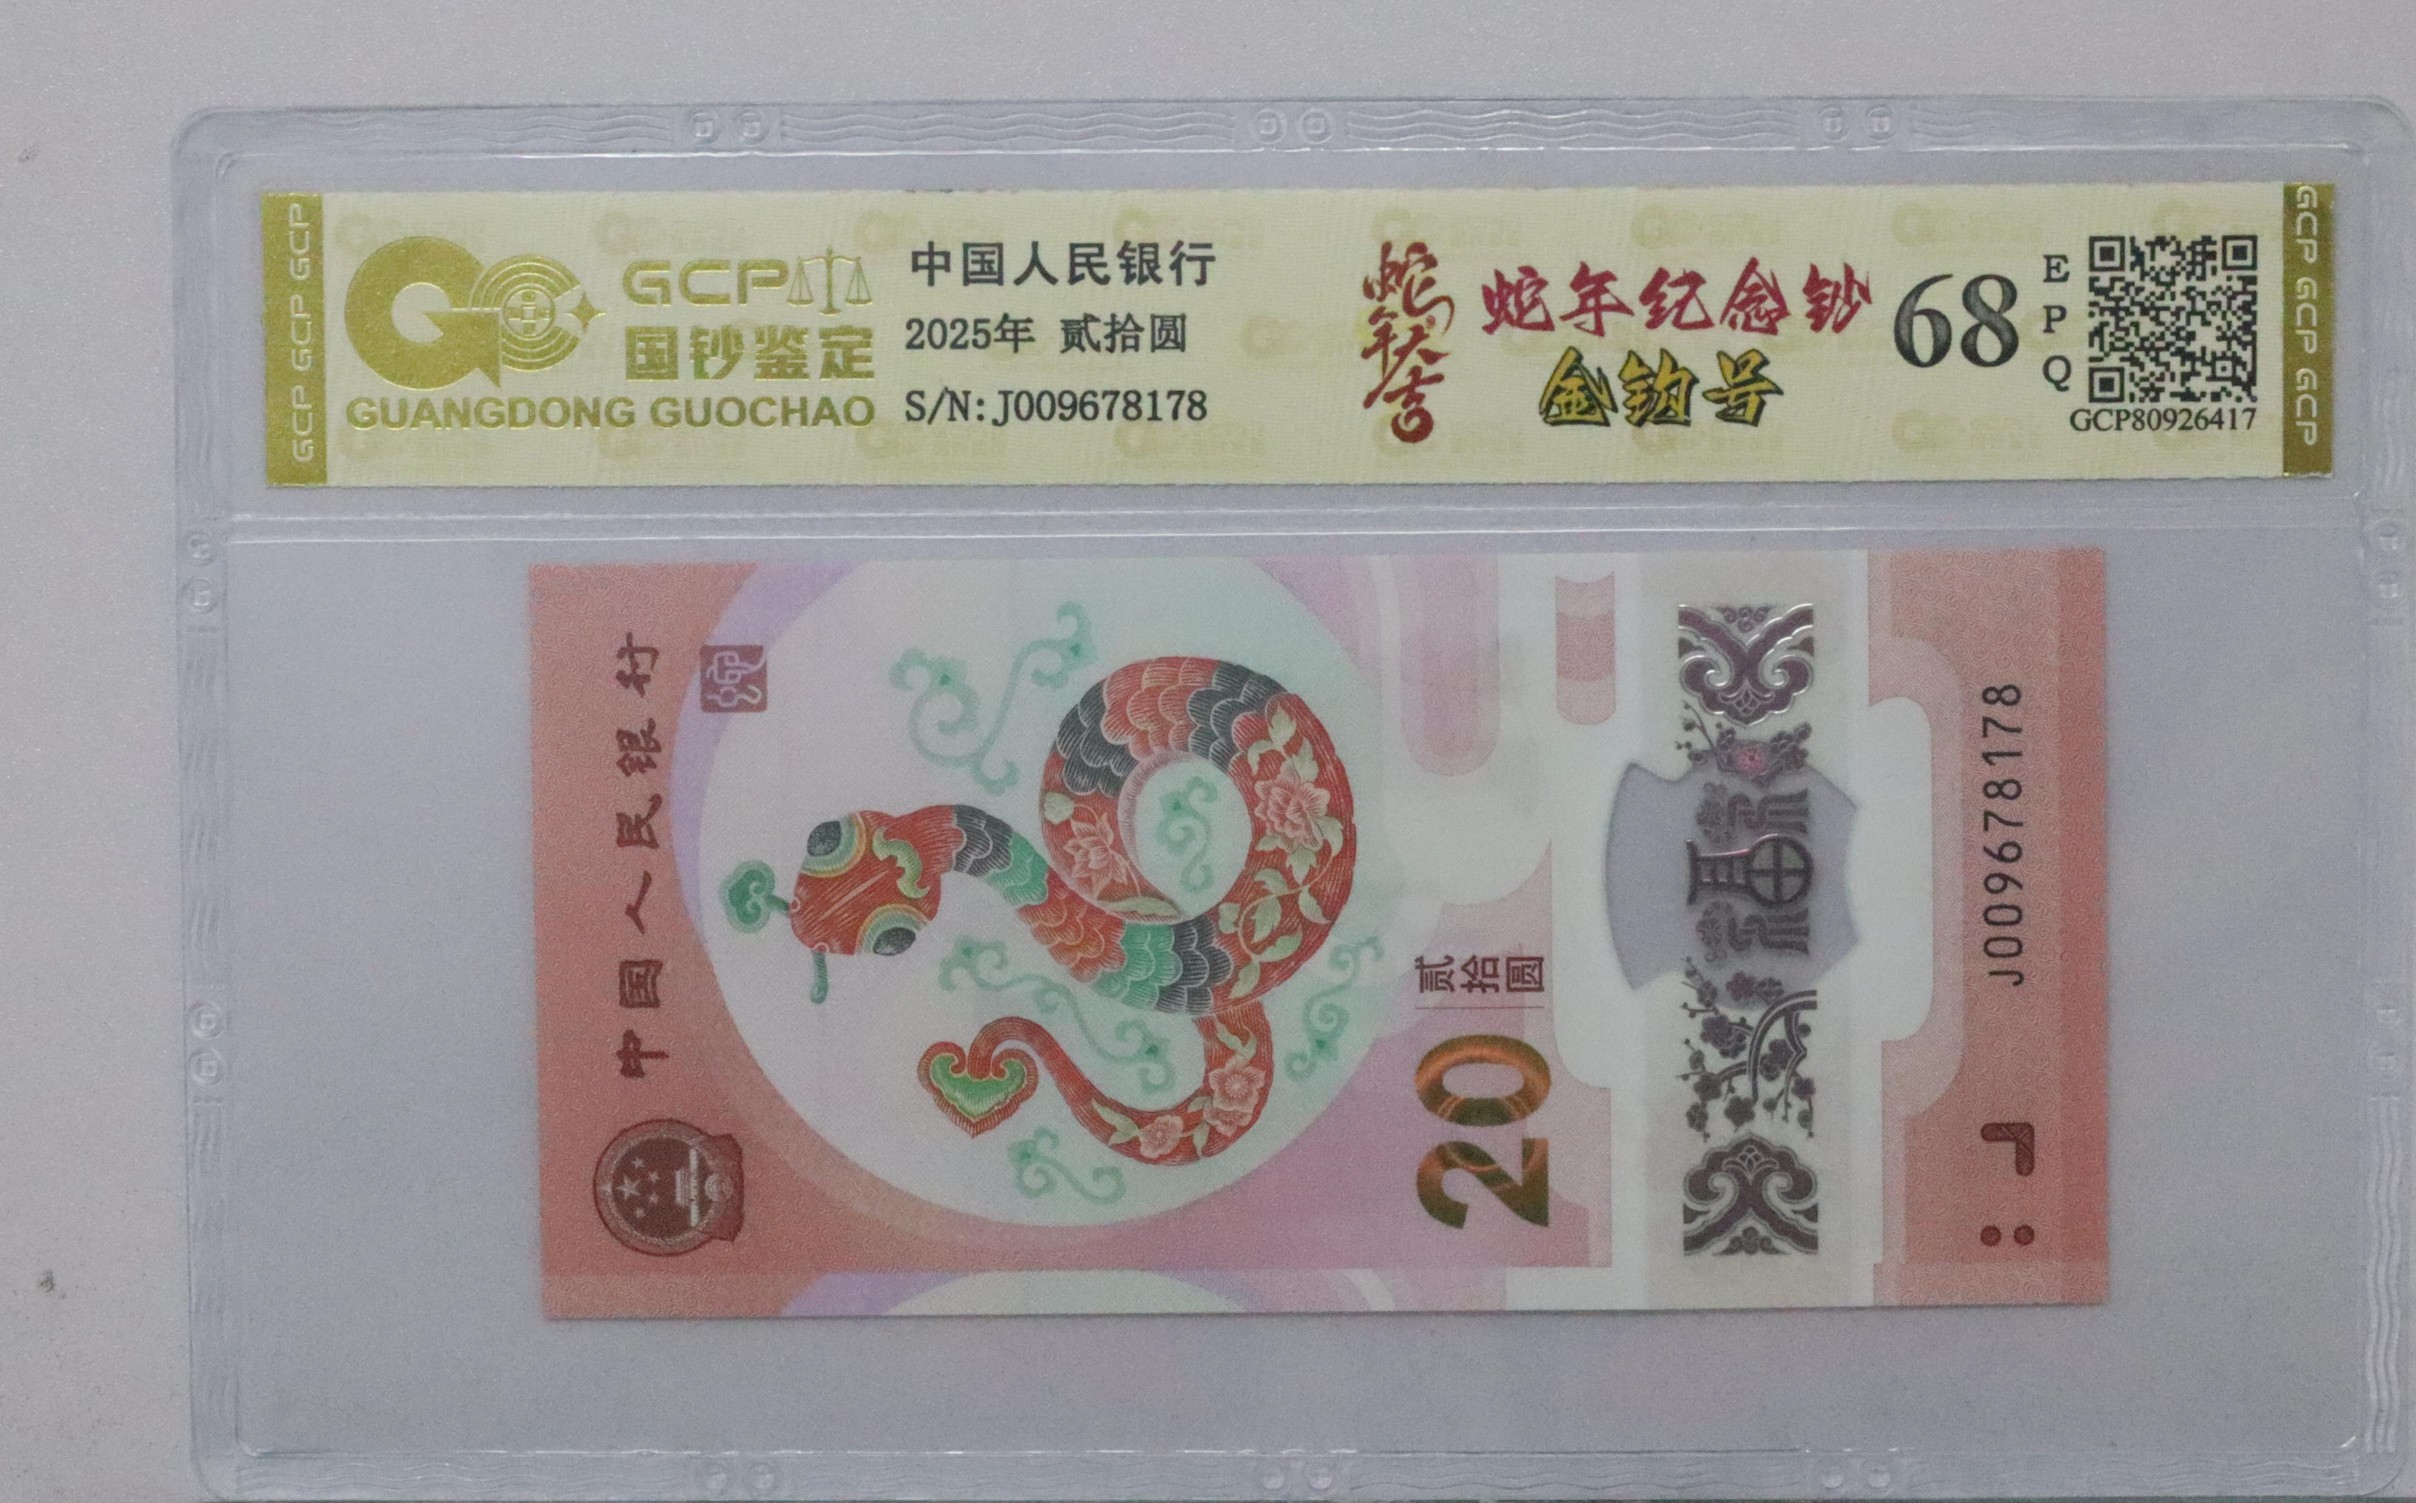 GCP GCP GCP
GCP
国钞鉴定
GUANGDONG GUOCHAO
中国人民银行
2025年 贰拾圆
S/N:J009678178
蛇年大吉
蛇年纪念钞
金钩号
68
E
P
Q
GCP80926417
GCP GCP GCP
中国人民银行
贰拾圆
20
福
J009678178